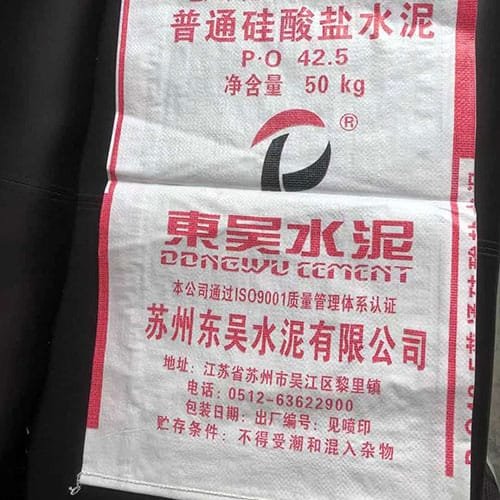 普通硅酸盐水泥
P·O 42.5
净含量 50 kg
®
東吴水泥
DONGWU CEMENT
本公司通过ISO9001质量管理体系认证
苏州东吴水泥有限公司
地址: 江苏省苏州市吴江区黎里镇
电话: 0512-63622900
包装日期: 出厂编号: 见喷印
贮存条件: 不得受潮和混入杂物